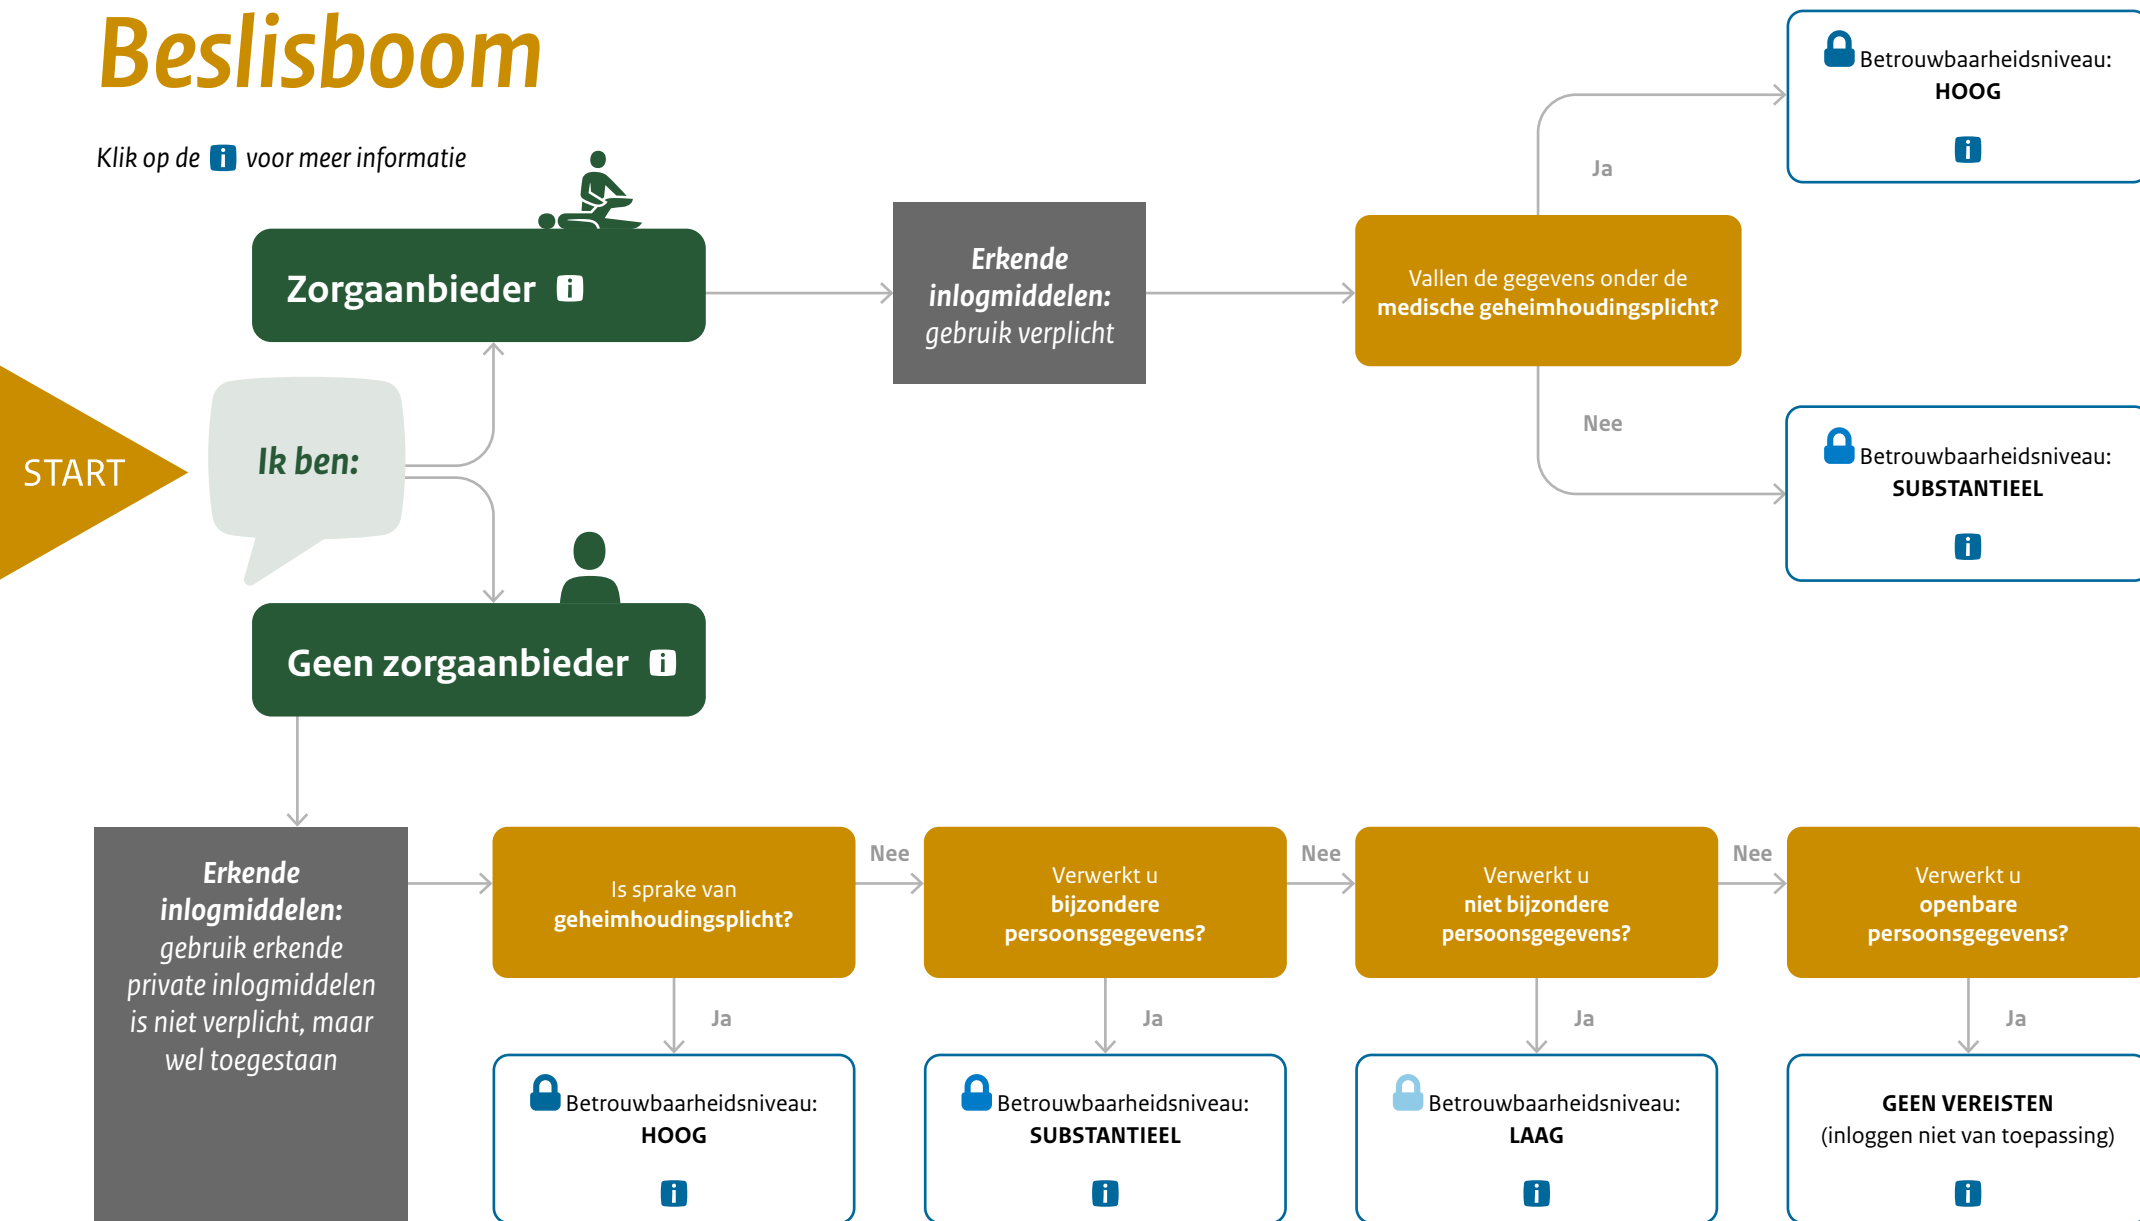 Beslisboom
Klik op de i voor meer informatie
Zorgaanbieder i
Erkende
inlogmiddelen:
gebruik verplicht
Vallen de gegevens onder de
medische geheimhoudingsplicht?
Ja
Betrouwbaarheidsniveau:
HOOG
i
Nee
Betrouwbaarheidsniveau:
SUBSTANTIEEL
i
START
Ik ben:
Geen zorgaanbieder i
Erkende
inlogmiddelen:
gebruik erkende
private inlogmiddelen
is niet verplicht, maar
wel toegestaan
Is sprake van
geheimhoudingsplicht?
Nee
Verwerkt u
bijzondere
persoonsgegevens?
Nee
Verwerkt u
niet bijzondere
persoonsgegevens?
Nee
Verwerkt u
openbare
persoonsgegevens?
Ja
Ja
Ja
Ja
Betrouwbaarheidsniveau:
HOOG
i
Betrouwbaarheidsniveau:
SUBSTANTIEEL
i
Betrouwbaarheidsniveau:
LAAG
i
GEEN VEREISTEN
(inloggen niet van toepassing)
i